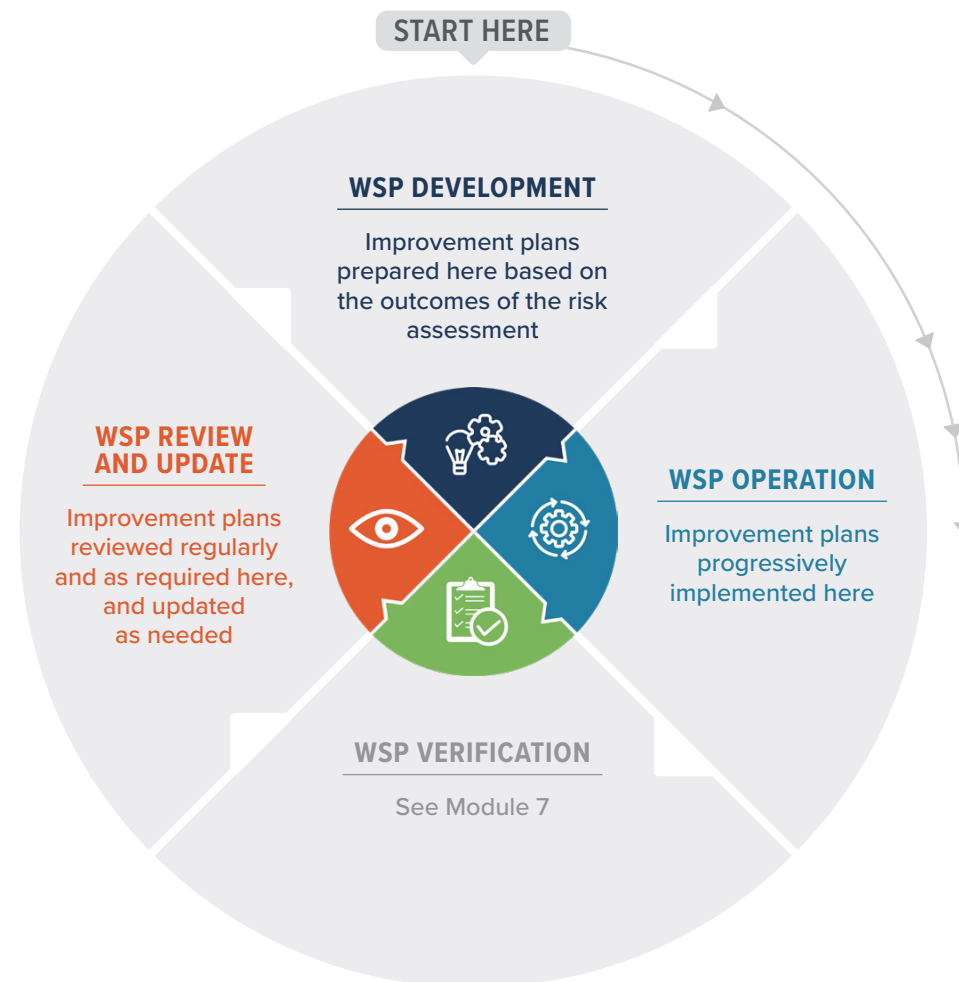 START HERE
WSP DEVELOPMENT
Improvement plans
prepared here based on
the outcomes of the risk
assessment
WSP OPERATION
Improvement plans
progressively
implemented here
WSP VERIFICATION
See Module 7
WSP REVIEW
AND UPDATE
Improvement plans
reviewed regularly
and as required here,
and updated
as needed